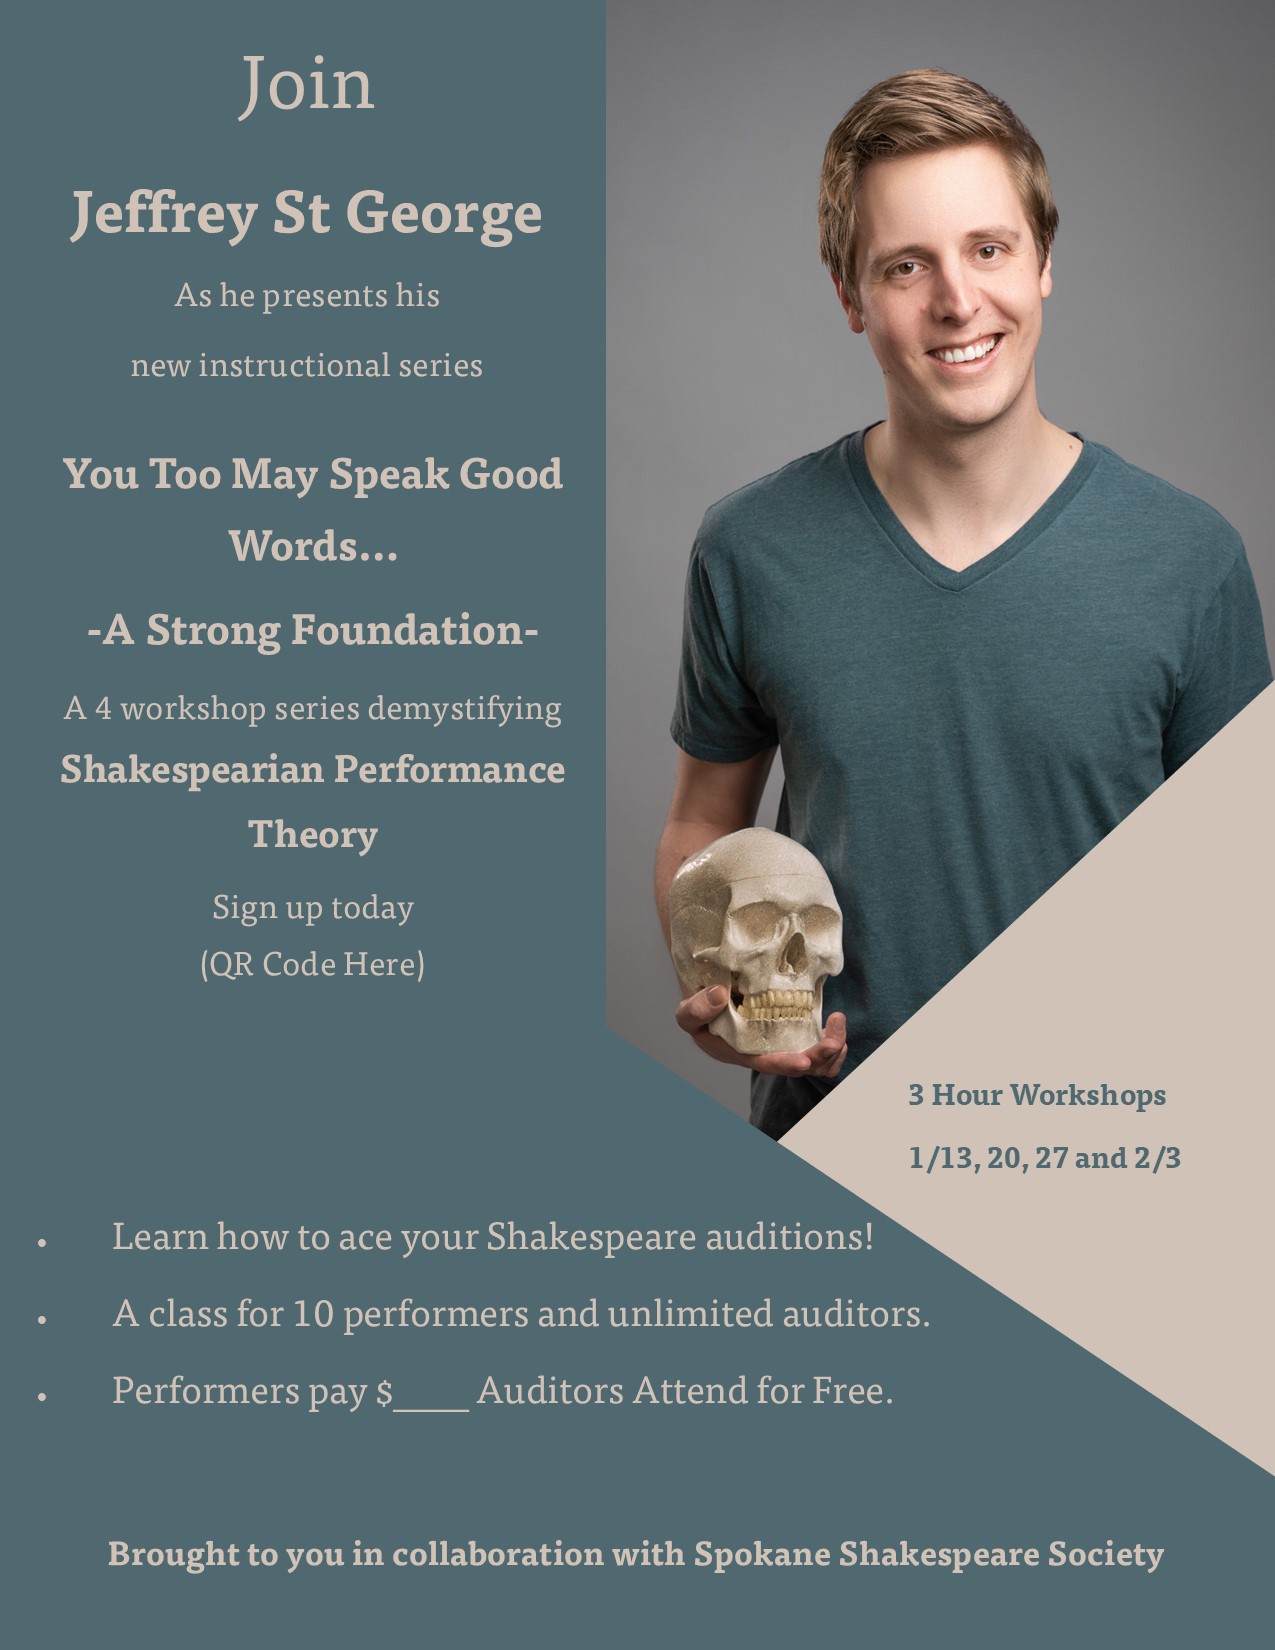 Join
Jeffrey St George
As he presents his
new instructional series
You Too May Speak Good
Words...
-A Strong Foundation-
A 4 workshop series demystifying
Shakespearian Performance
Theory
Sign up today
(QR Code Here)
3 Hour Workshops
1/13, 20, 27 and 2/3
• Learn how to ace your Shakespeare auditions!
• A class for 10 performers and unlimited auditors.
• Performers pay $____ Auditors Attend for Free.
Brought to you in collaboration with Spokane Shakespeare Society